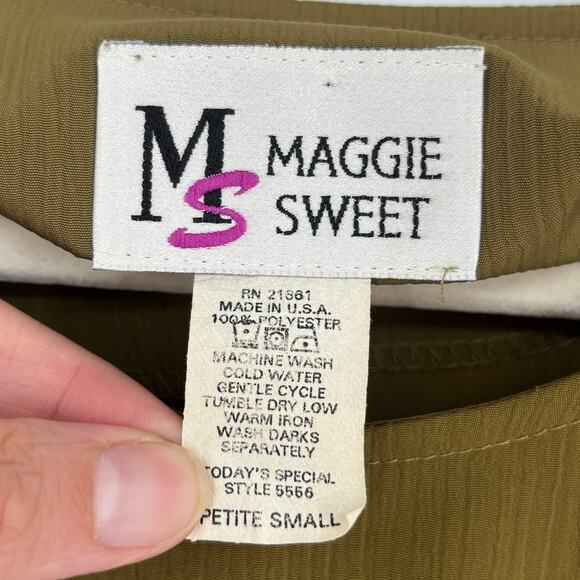 MS
MAGGIE
SWEET
RN 21861
MADE IN U.S.A.
100% POLYESTER
MACHINE WASH
COLD WATER
GENTLE CYCLE
TUMBLE DRY LOW
WARM IRON
WASH DARKS
SEPARATELY
TODAY'S SPECIAL
STYLE 5556
PETITE SMALL